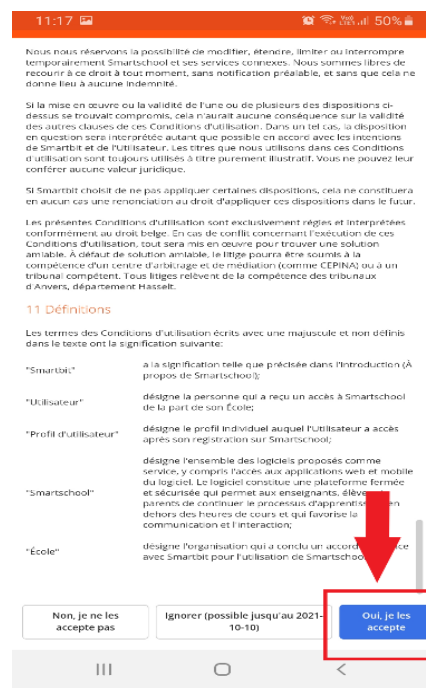 11:17 50%
Nous nous réservons la possibilité de modifier, étendre, limiter ou interrompre
temporairement Smartschool et ses services connexes. Nous sommes libres de
recourir à ce droit à tout moment, sans notification préalable, et sans que cela ne
donne lieu à aucune indemnité.
Si la mise en œuvre ou la validité de l'une ou de plusieurs des dispositions ci-
dessus se trouvait compromis, cela n'aurait aucune conséquence sur la validité
des autres clauses de ces Conditions d'utilisation. Dans un tel cas, la disposition
en question sera interprétée autant que possible en accord avec les intentions
de Smartbit et de l'Utilisateur. Les titres que nous utilisons dans ces Conditions
d'utilisation sont toujours utilisés à titre purement illustratif. Vous ne pouvez leur
conférer aucune valeur juridique.
Si Smartbit choisit de ne pas appliquer certaines dispositions, cela ne constituera
en aucun cas une renonciation au droit d'appliquer ces dispositions dans le futur.
Les présentes Conditions d'utilisation sont exclusivement régies et interprétées
conformément au droit belge. En cas de conflit concernant l'exécution de ces
Conditions d'utilisation, tout sera mis en œuvre pour trouver une solution
amiable. À défaut de solution amiable, le litige pourra être soumis à la
compétence d'un centre d'arbitrage et de médiation (comme CEPINA) ou à un
tribunal compétent. Tous litiges relèvent de la compétence des tribunaux
d'Anvers, département Hasselt.
11 Définitions
Les termes des Conditions d'utilisation écrits avec une majuscule et non définis
dans le texte ont la signification suivante:
"Smartbit"
a la signification telle que précisée dans l'introduction (À
propos de Smartschool);
"Utilisateur"
désigne la personne qui a reçu un accès à Smartschool
de la part de son École;
"Profil d'utilisateur"
désigne le profil individuel auquel l'Utilisateur a accès
après son registration sur Smartschool;
"Smartschool"
désigne l'ensemble des logiciels proposés comme
service, y compris l'accès aux applications web et mobile
du logiciel. Le logiciel constitue une plateforme fermée
et sécurisée qui permet aux enseignants, élèves
parents de continuer le processus d'apprentis en
dehors des heures de cours et qui favorise la
communication et l'interaction;
"École"
désigne l'organisation qui a conclu un accord
avec Smartbit pour l'utilisation de Smartschool
Non, je ne les
accepte pas
Ignorer (possible jusqu'au 2021-
10-10)
Oui, je les
accepte